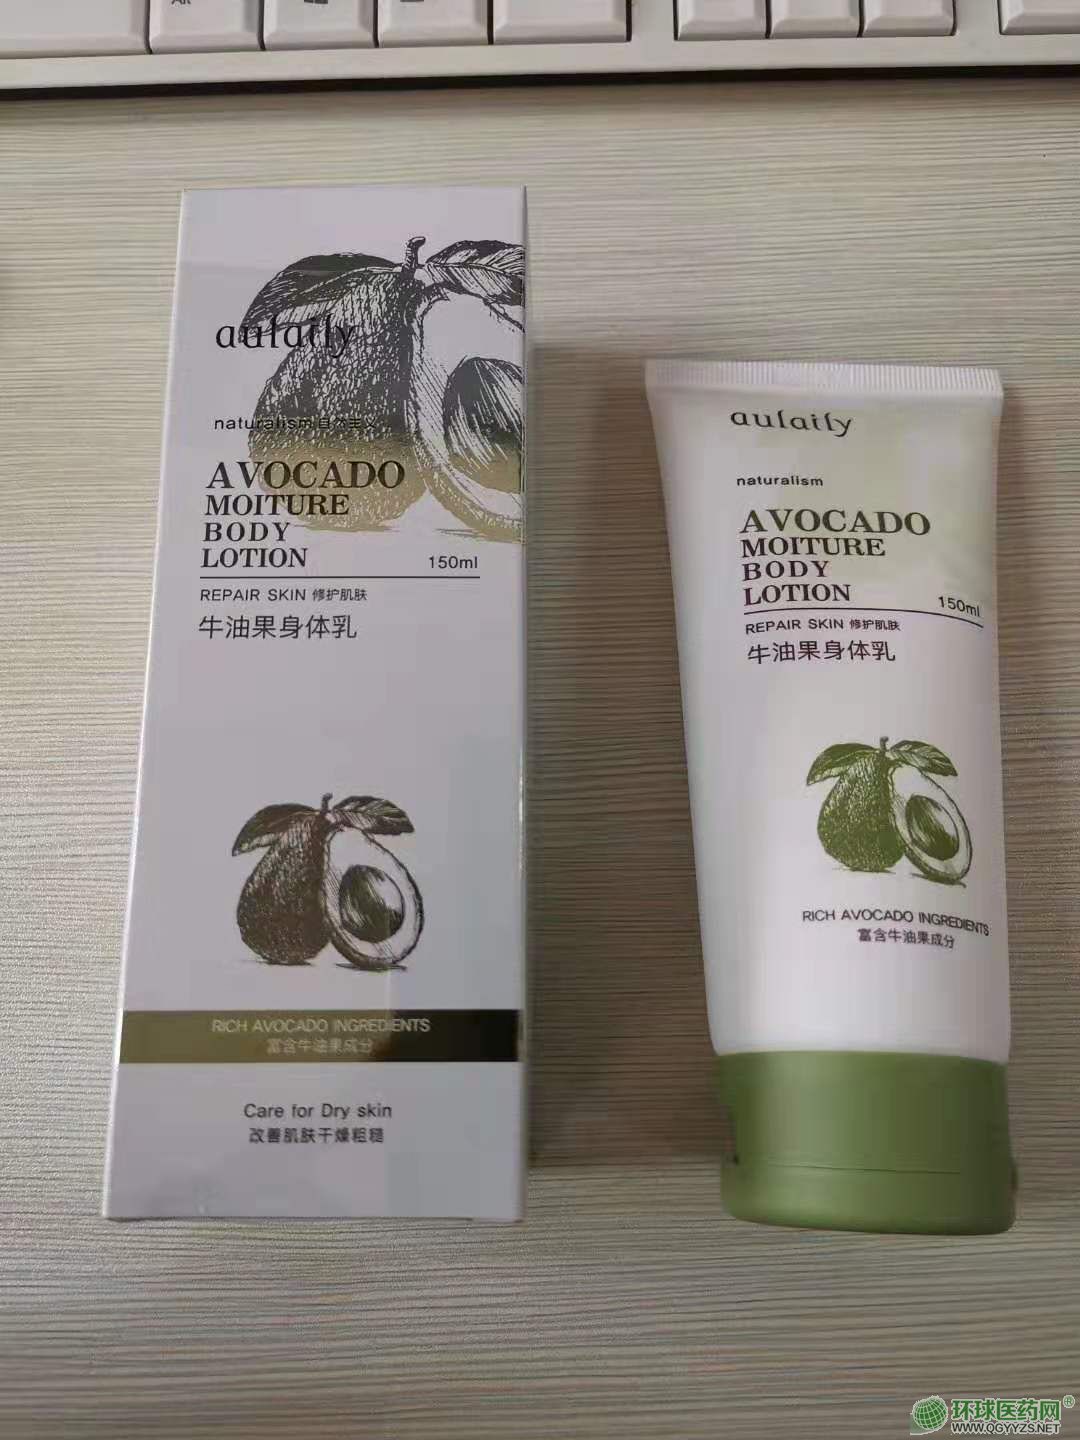 aulaily
naturalism 自然主义
AVOCADO
MOITURE
BODY
LOTION
150ml
REPAIR SKIN 修护肌肤
牛油果身体乳
RICH AVOCADO INGREDIENTS
富含牛油果成分
Care for Dry skin
改善肌肤干燥粗糙
aulaily
naturalism
AVOCADO
MOITURE
BODY
LOTION
150ml
REPAIR SKIN 修护肌肤
牛油果身体乳
RICH AVOCADO INGREDIENTS
富含牛油果成分
环球医药网®
WWW.QGYYZS.NET